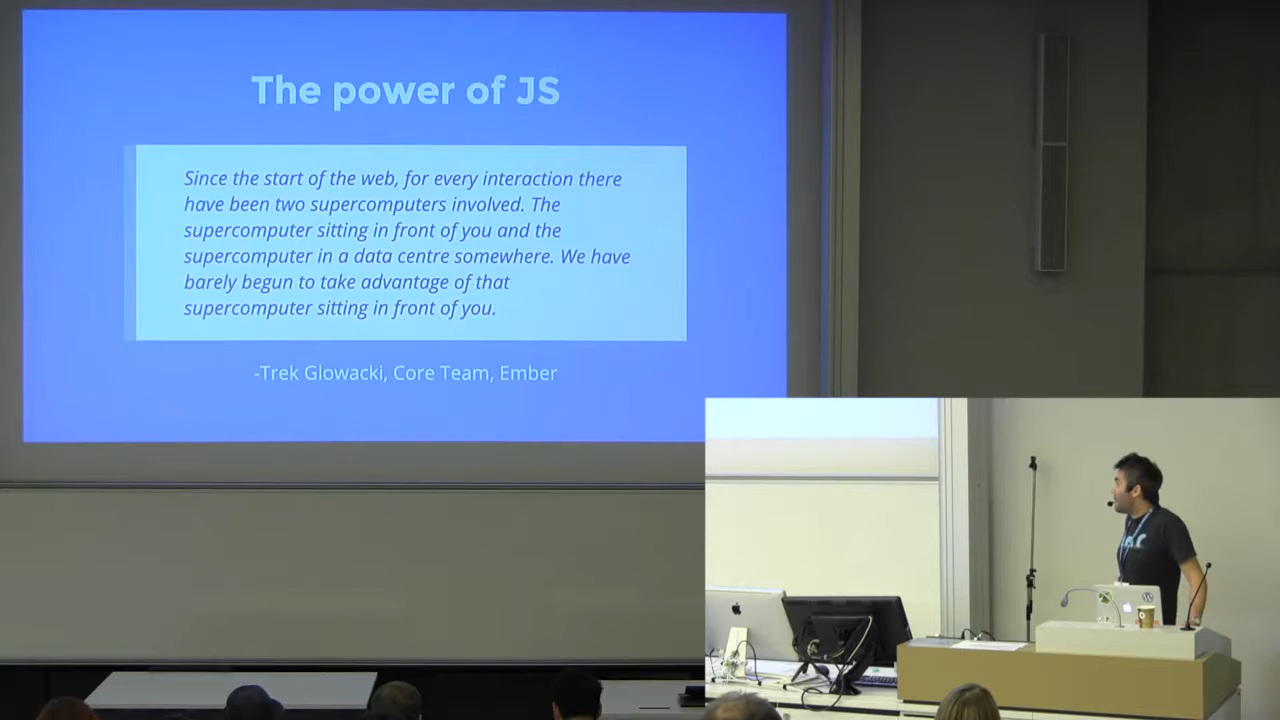 The power of JS
Since the start of the web, for every interaction there
have been two supercomputers involved. The
supercomputer sitting in front of you and the
supercomputer in a data centre somewhere. We have
barely begun to take advantage of that
supercomputer sitting in front of you.
-Trek Glowacki, Core Team, Ember